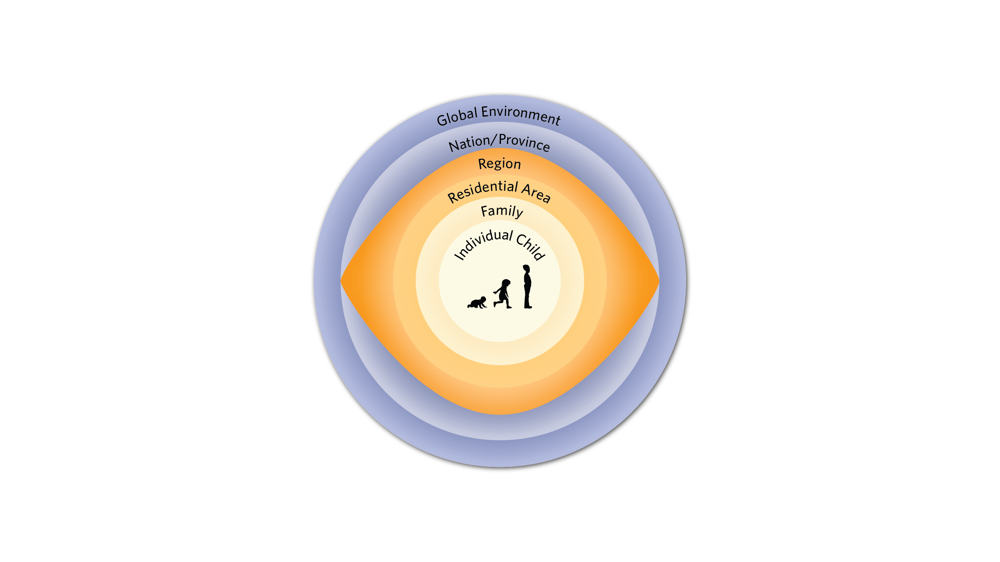 Global Environment
Nation/Province
Region
Residential Area
Family
Individual Child